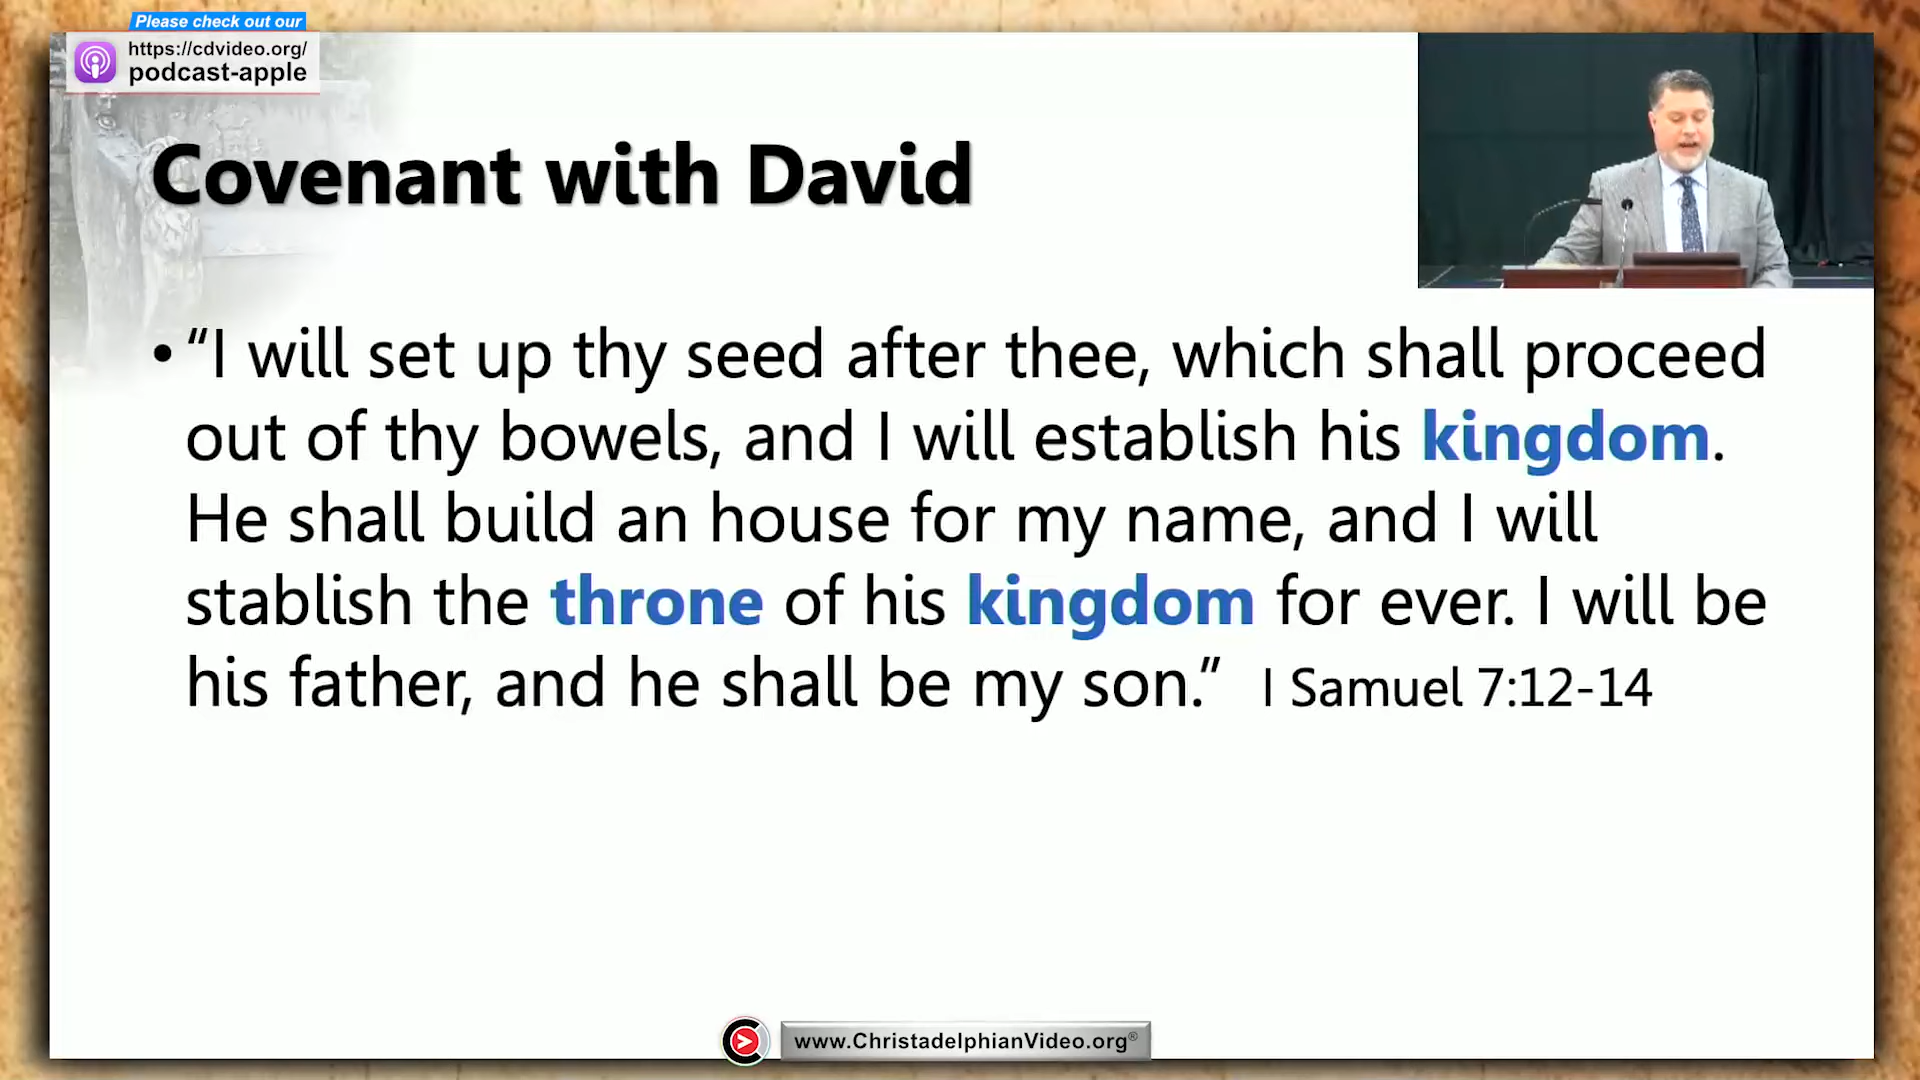 Please check out our
https://cdvideo.org/
podcast-apple
Covenant with David
• “I will set up thy seed after thee, which shall proceed
out of thy bowels, and I will establish his kingdom.
He shall build an house for my name, and I will
stablish the throne of his kingdom for ever. I will be
his father, and he shall be my son.” I Samuel 7:12-14
www.ChristadelphianVideo.org®